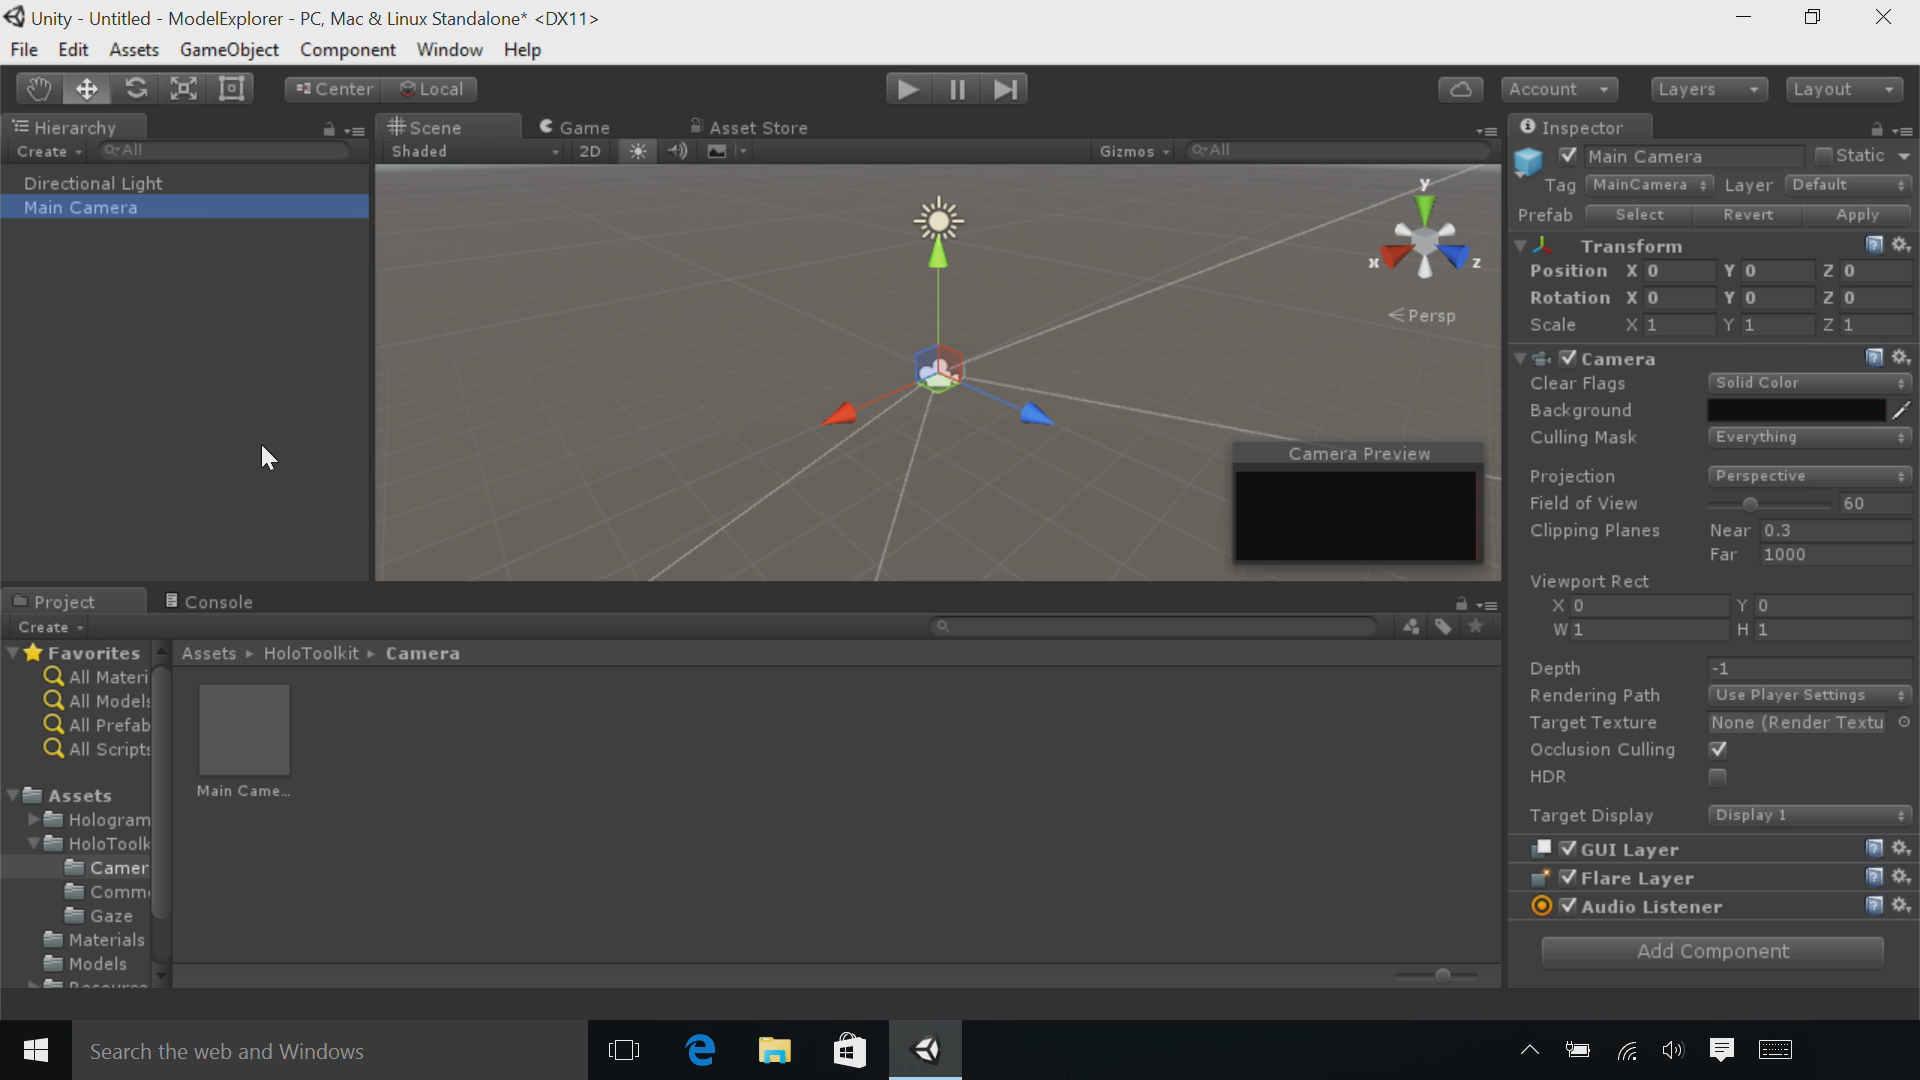 Unity - Untitled - ModelExplorer - PC, Mac & Linux Standalone* <DX11>
File Edit Assets GameObject Component Window Help
Center Local Account Layers Layout
Hierarchy
Create All
Directional Light
Main Camera
Scene Game Asset Store
Shaded 2D Gizmos All
y
x z
Persp
Camera Preview
Inspector
Main Camera Static
Tag MainCamera Layer Default
Prefab Select Revert Apply
Transform
Position X 0 Y 0 Z 0
Rotation X 0 Y 0 Z 0
Scale X 1 Y 1 Z 1
Camera
Clear Flags Solid Color
Background
Culling Mask Everything
Projection Perspective
Field of View 60
Clipping Planes Near 0.3
Far 1000
Viewport Rect
X 0 Y 0
W 1 H 1
Depth -1
Rendering Path Use Player Settings
Target Texture None (Render Textu
Occlusion Culling
HDR
Target Display Display 1
GUI Layer
Flare Layer
Audio Listener
Add Component
Project Console
Create
Favorites
All Materi
All Models
All Prefab
All Scripts
Assets
Hologram
HoloToolk
Camer
Comm
Gaze
Materials
Models
Assets HoloToolkit Camera
Main Came...
Search the web and Windows